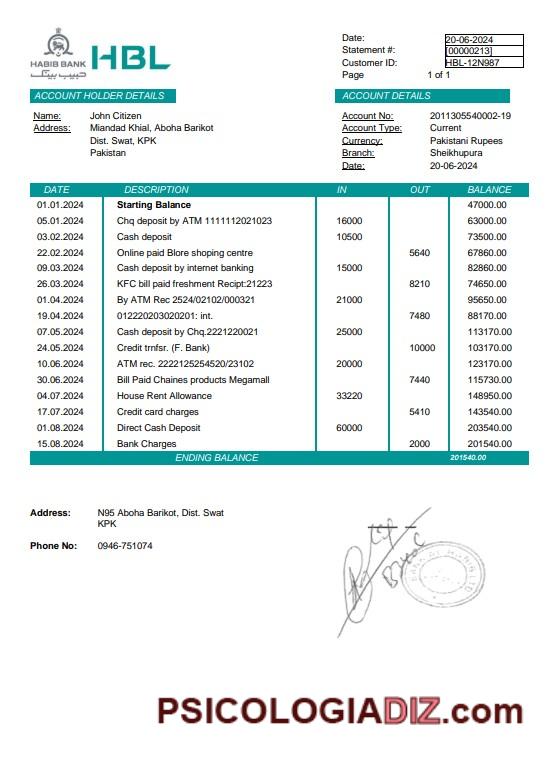 Date: 20-06-2024
Statement #: [00000213]
Customer ID: HBL-12N987
Page 1 of 1
HABIB BANK HBL
حبيب بينک
ACCOUNT HOLDER DETAILS
ACCOUNT DETAILS
Name: John Citizen
Address: Miandad Khial, Aboha Barikot
Dist. Swat, KPK
Pakistan
Account No: 2011305540002-19
Account Type: Current
Currency: Pakistani Rupees
Branch: Sheikhupura
Date: 20-06-2024
DATE DESCRIPTION IN OUT BALANCE
01.01.2024 Starting Balance 47000.00
05.01.2024 Chq deposit by ATM 1111112021023 16000 63000.00
03.02.2024 Cash deposit 10500 73500.00
22.02.2024 Online paid Blore shoping centre 5640 67860.00
09.03.2024 Cash deposit by internet banking 15000 82860.00
26.03.2024 KFC bill paid freshment Recipt:21223 8210 74650.00
01.04.2024 By ATM Rec 2524/02102/000321 21000 95650.00
19.04.2024 012220203020201: int. 7480 88170.00
07.05.2024 Cash deposit by Chq.2221220021 25000 113170.00
24.05.2024 Credit trnfsr. (F. Bank) 10000 103170.00
10.06.2024 ATM rec. 2222125254520/23102 20000 123170.00
30.06.2024 Bill Paid Chaines products Megamall 7440 115730.00
04.07.2024 House Rent Allowance 33220 148950.00
17.07.2024 Credit card charges 5410 143540.00
01.08.2024 Direct Cash Deposit 60000 203540.00
15.08.2024 Bank Charges 2000 201540.00
ENDING BALANCE 201540.00
Address: N95 Aboha Barikot, Dist. Swat
KPK
Phone No: 0946-751074
PSICOLOGIADIZ.com